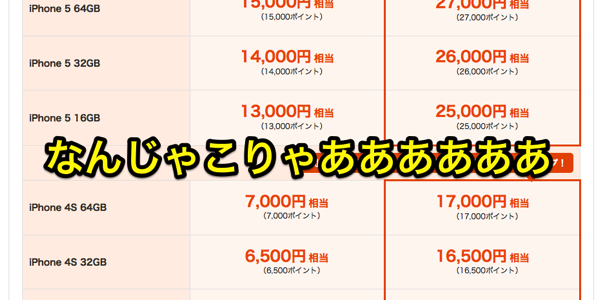 iPhone 5 64GB
15,000円 相当
(15,000ポイント)
27,000円 相当
(27,000ポイント)
iPhone 5 32GB
14,000円 相当
(14,000ポイント)
26,000円 相当
(26,000ポイント)
iPhone 5 16GB
13,000円 相当
(13,000ポイント)
25,000円 相当
(25,000ポイント)
なんじゃこりゃああああああ
iPhone 4S 64GB
7,000円 相当
(7,000ポイント)
17,000円 相当
(17,000ポイント)
iPhone 4S 32GB
6,500円 相当
(6,500ポイント)
16,500円 相当
(16,500ポイント)